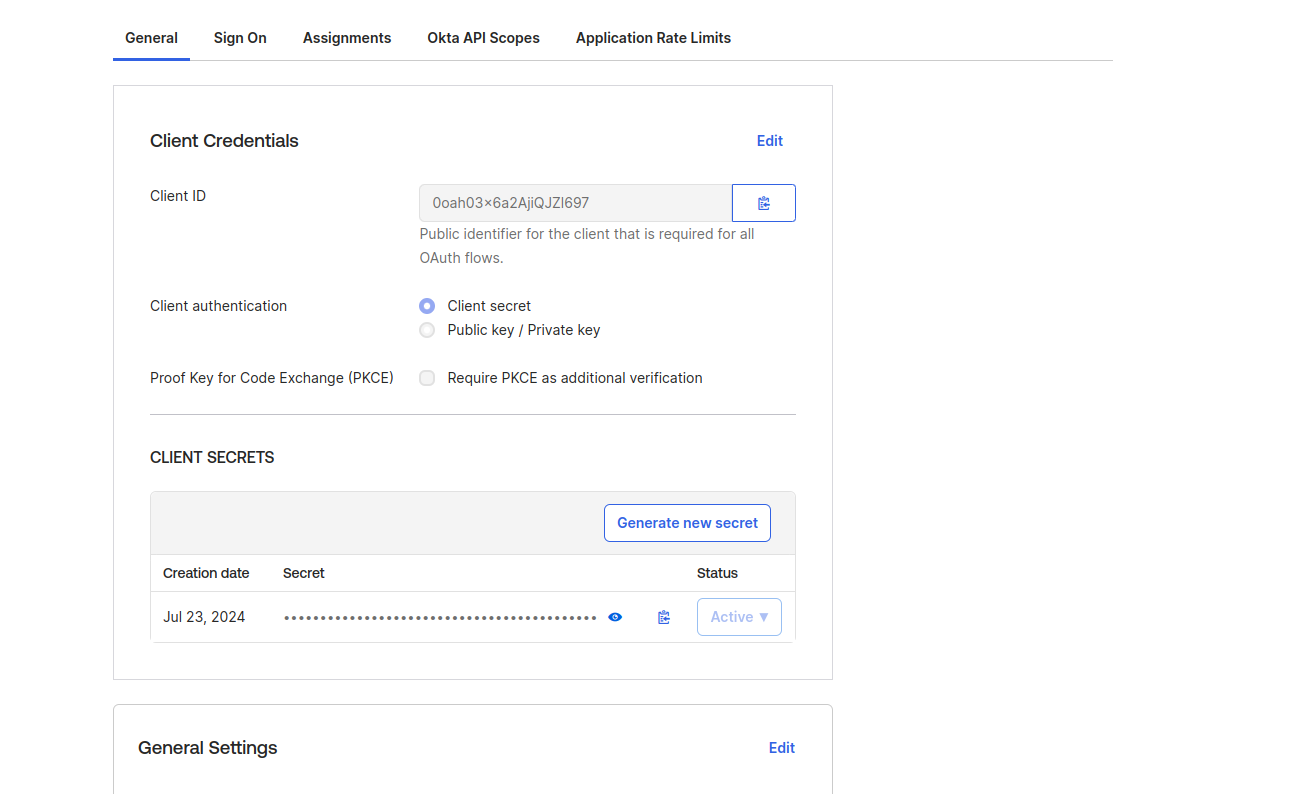 General Sign On Assignments Okta API Scopes Application Rate Limits
Client Credentials Edit
Client ID 0oah03x6a2AjiQJZl697
Public identifier for the client that is required for all
OAuth flows.
Client authentication Client secret
Public key / Private key
Proof Key for Code Exchange (PKCE) Require PKCE as additional verification
CLIENT SECRETS
Generate new secret
Creation date Secret Status
Jul 23, 2024 ••••••••••••••••••••••••••••••••••••••••••• Active ▼
General Settings Edit